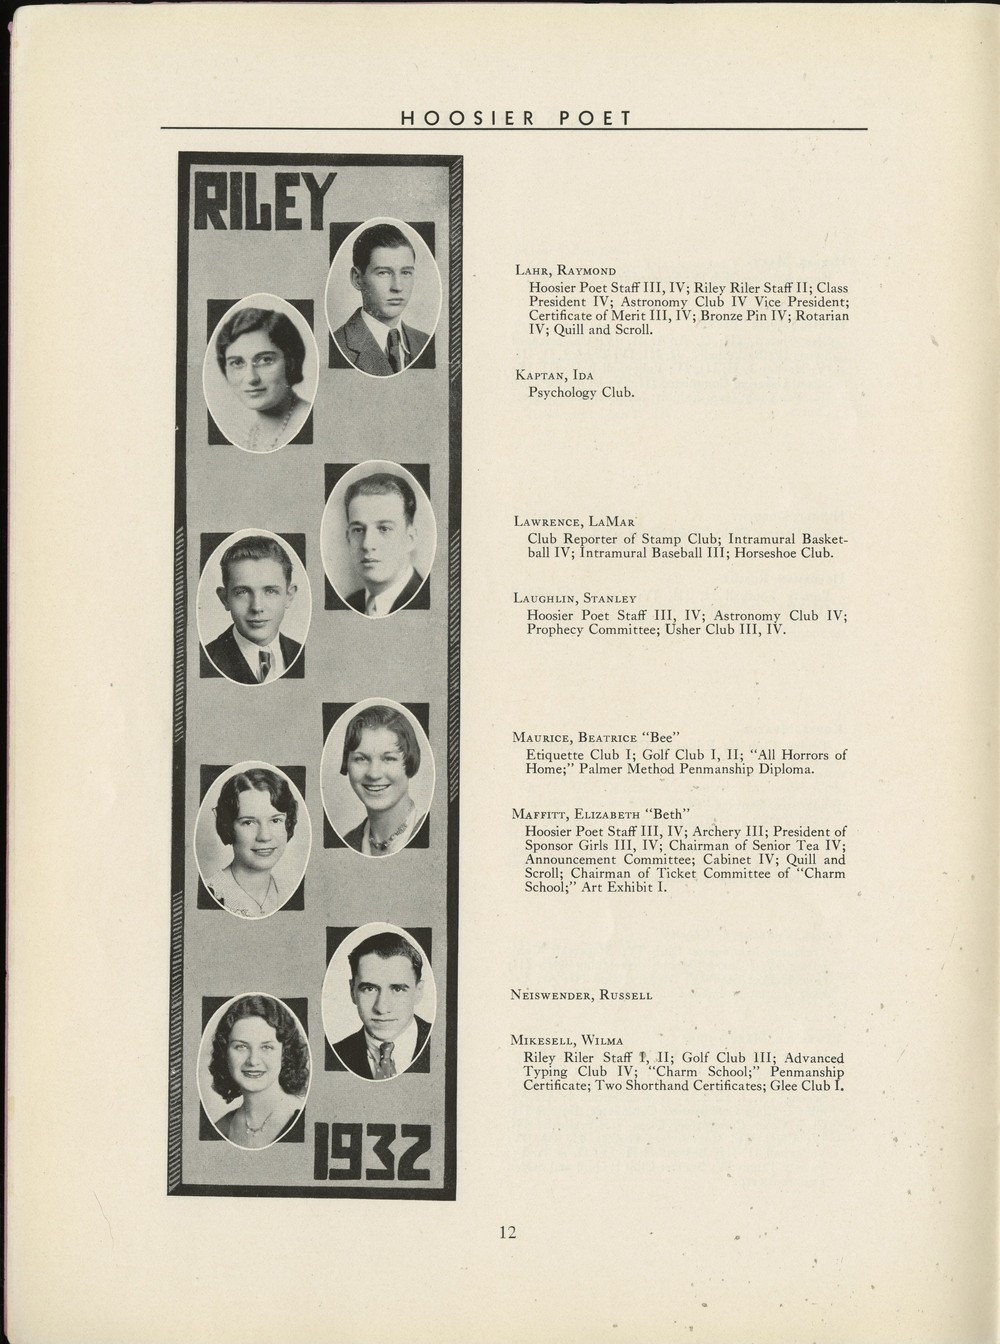 HOOSIER POET
RILEY
LAHR, RAYMOND
Hoosier Poet Staff III, IV; Riley Riler Staff II; Class
President IV; Astronomy Club IV Vice President;
Certificate of Merit III, IV; Bronze Pin IV; Rotarian
IV; Quill and Scroll.
KAPTAN, IDA
Psychology Club.
LAWRENCE, LAMAR
Club Reporter of Stamp Club; Intramural Basket-
ball IV; Intramural Baseball III; Horseshoe Club.
LAUGHLIN, STANLEY
Hoosier Poet Staff III, IV; Astronomy Club IV;
Prophecy Committee; Usher Club III, IV.
MAURICE, BEATRICE "Bee"
Etiquette Club I; Golf Club I, II; "All Horrors of
Home;" Palmer Method Penmanship Diploma.
MAFFITT, ELIZABETH "Beth"
Hoosier Poet Staff III, IV; Archery III; President of
Sponsor Girls III, IV; Chairman of Senior Tea IV;
Announcement Committee; Cabinet IV; Quill and
Scroll; Chairman of Ticket Committee of "Charm
School;" Art Exhibit I.
NEISWENDER, RUSSELL
MIKESELL, WILMA
Riley Riler Staff I, II; Golf Club III; Advanced
Typing Club IV; "Charm School;" Penmanship
Certificate; Two Shorthand Certificates; Glee Club I.
1932
12